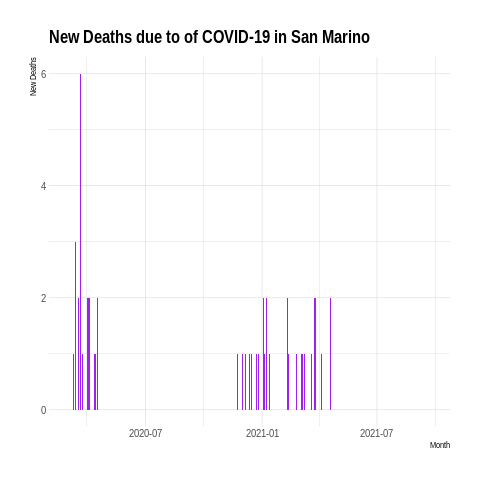 New Deaths due to of COVID-19 in San Marino
New Deaths
6
4
2
0
2020-07 2021-01 2021-07
Month